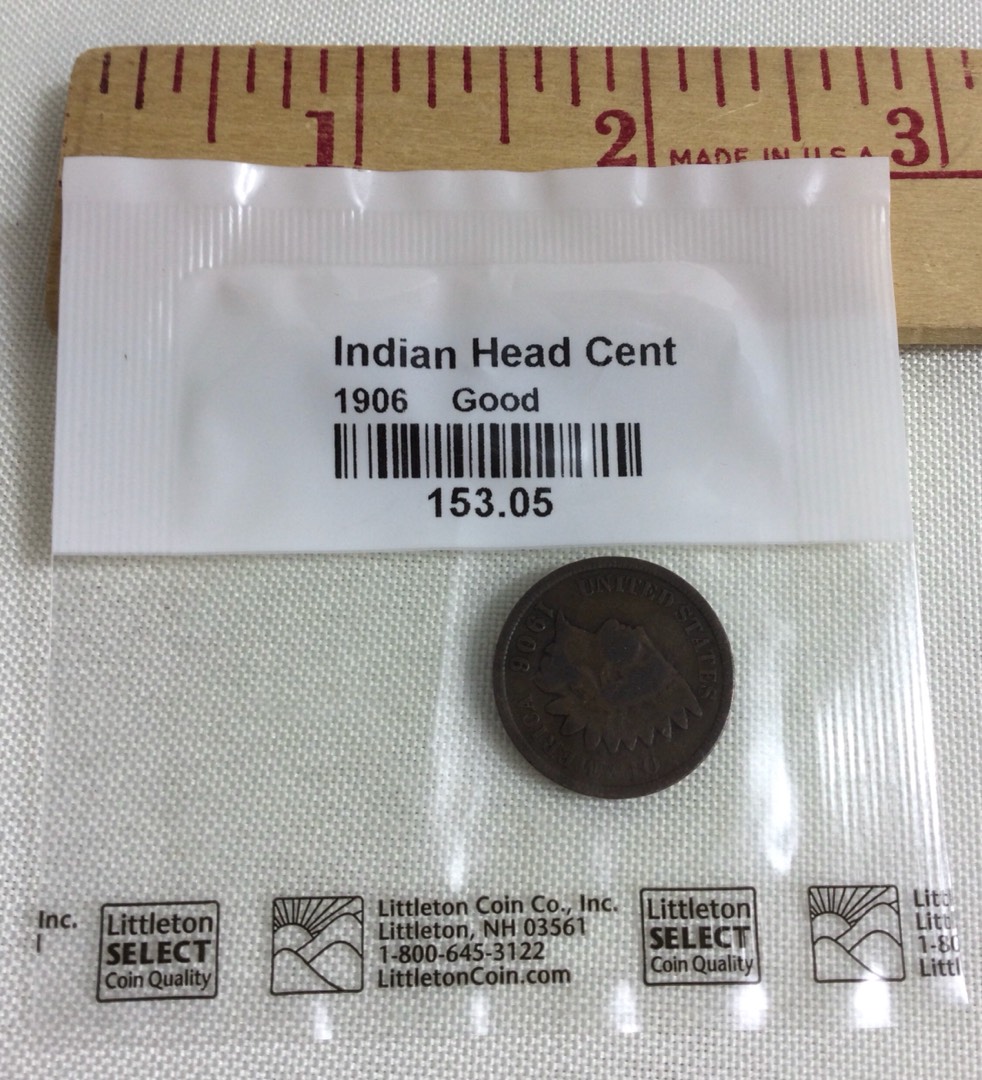 1 2 3
MADE IN U.S.A
Indian Head Cent
1906 Good
153.05
UNITED STATES
1906
Inc.
Littleton
SELECT
Coin Quality
Littleton Coin Co., Inc.
Littleton, NH 03561
1-800-645-3122
LittletonCoin.com
Littleton
SELECT
Coin Quality